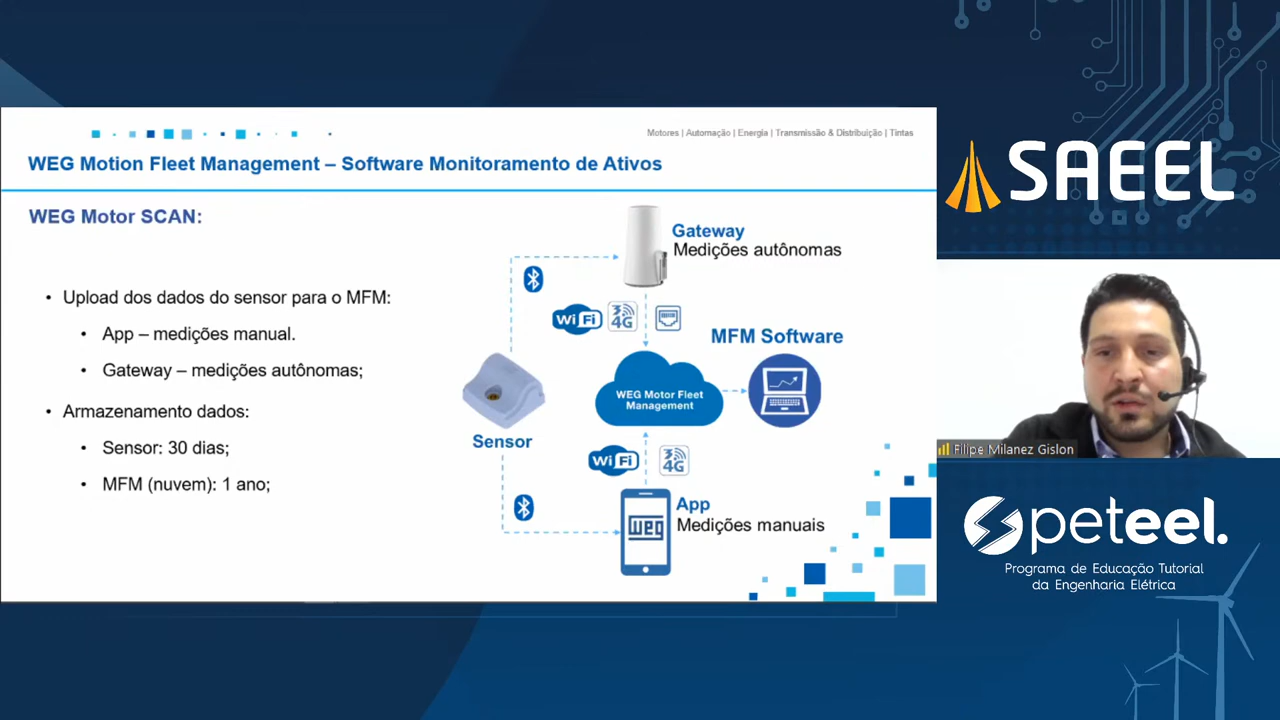 Motores | Automação | Energia | Transmissão & Distribuição | Tintas
WEG Motion Fleet Management – Software Monitoramento de Ativos
WEG Motor SCAN:
• Upload dos dados do sensor para o MFM:
• App – medições manual.
• Gateway – medições autônomas;
• Armazenamento dados:
• Sensor: 30 dias;
• MFM (nuvem): 1 ano;
Gateway
Medições autônomas
WiFi
3G
4G
MFM Software
WEG Motor Fleet
Management
Sensor
WiFi
3G
4G
App
Medições manuais
weg
SAEEL
Filipe Milanez Gislon
peteel.
Programa de Educação Tutorial
da Engenharia Elétrica